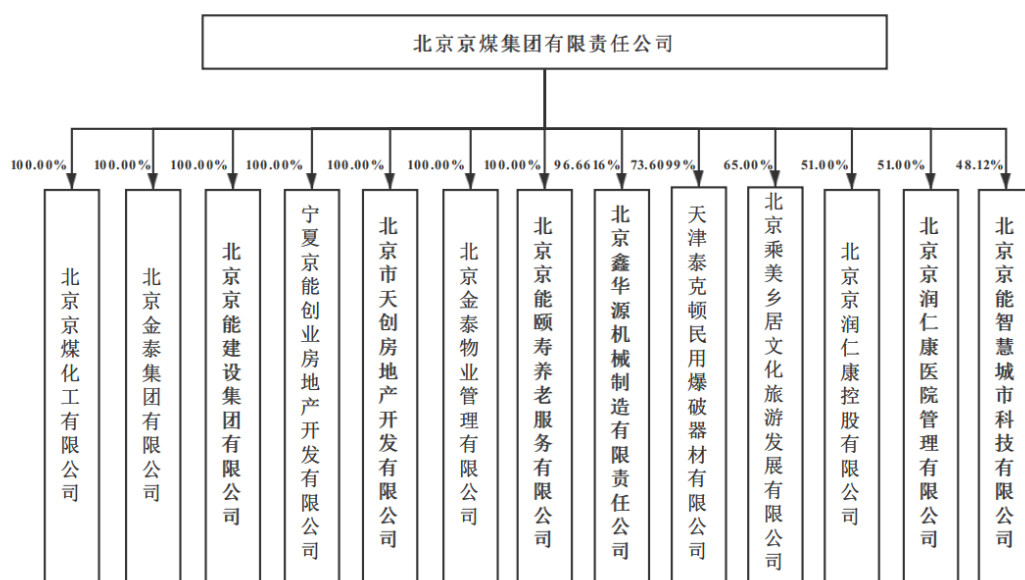 北京京煤集团有限责任公司
100.00% 100.00% 100.00% 100.00% 100.00% 100.00% 100.00% 96.6616% 73.6099% 65.00% 51.00% 51.00% 48.12%
北京京煤化工有限公司
北京金泰集团有限公司
北京京能建设集团有限公司
宁夏京能创业房地产开发有限公司
北京市天创房地产开发有限公司
北京金泰物业管理有限公司
北京京能颐寿养老服务有限公司
北京鑫华源机械制造有限责任公司
天津泰克顿民用爆破器材有限公司
北京乘美乡居文化旅游发展有限公司
北京京润仁康控股有限公司
北京京润仁康医院管理有限公司
北京京能智慧城市科技有限公司